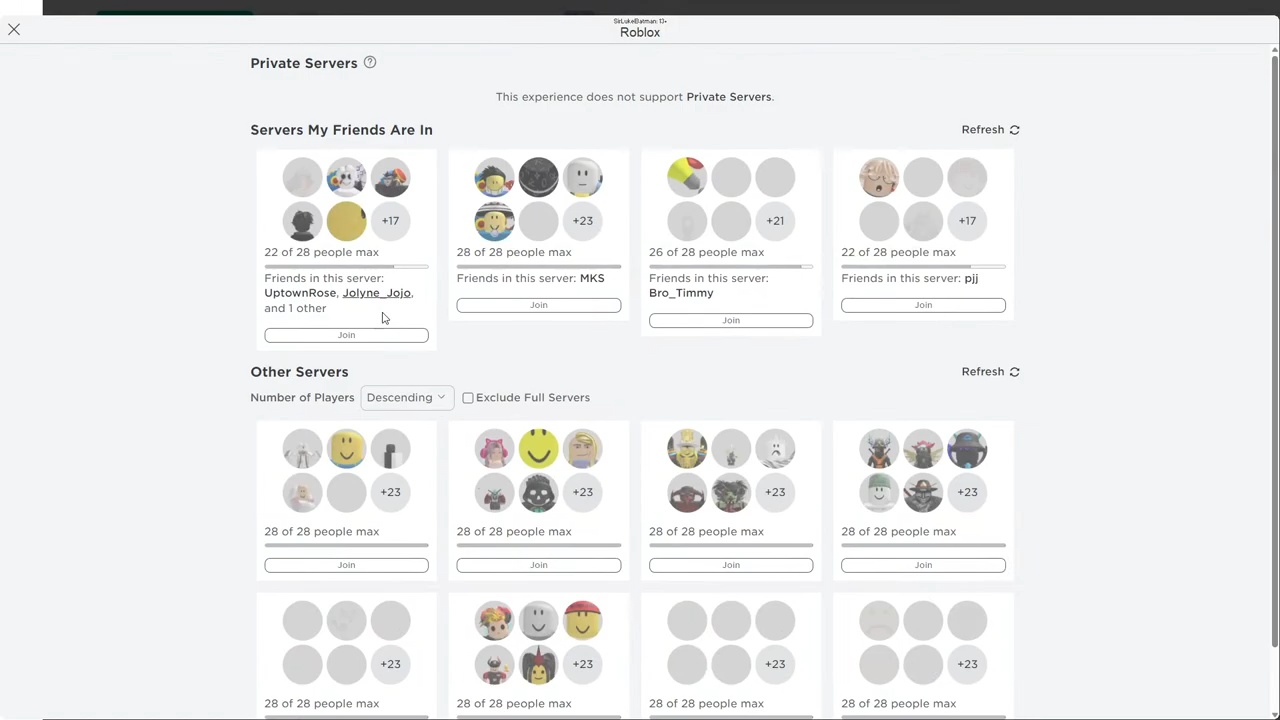 SirLukeBatman: 13+
Roblox
Private Servers
This experience does not support Private Servers.
Servers My Friends Are In
Refresh
+17
22 of 28 people max
Friends in this server:
UptownRose, Jolyne_Jojo,
and 1 other
Join
+23
28 of 28 people max
Friends in this server: MKS
Join
+21
26 of 28 people max
Friends in this server:
Bro_Timmy
Join
+17
22 of 28 people max
Friends in this server: pjj
Join
Other Servers
Refresh
Number of Players
Descending
Exclude Full Servers
+23
28 of 28 people max
Join
+23
28 of 28 people max
Join
+23
28 of 28 people max
Join
+23
28 of 28 people max
Join
+23
28 of 28 people max
+23
28 of 28 people max
+23
28 of 28 people max
+23
28 of 28 people max